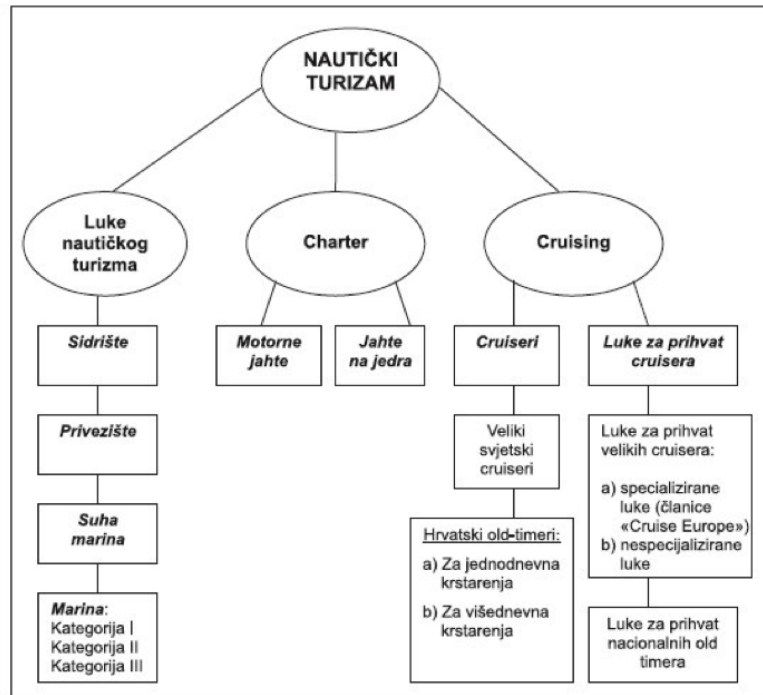 NAUTIČKI
TURIZAM
Luke
nautičkog
turizma
Charter
Cruising
Sidrište
Privezište
Suha
marina
Marina:
Kategorija I
Kategorija II
Kategorija III
Motorne
jahte
Jahte
na jedra
Cruiseri
Veliki
svjetski
cruiseri
Hrvatski old-timeri:
a) Za jednodnevna
krstarenja
b) Za višednevna
krstarenja
Luke za prihvat
cruisera
Luke za prihvat
velikih cruisera:
a) specializirane
luke (članice
«Cruise Europe»)
b) nespecijalizirane
luke
Luke za prihvat
nacionalnih old
timera